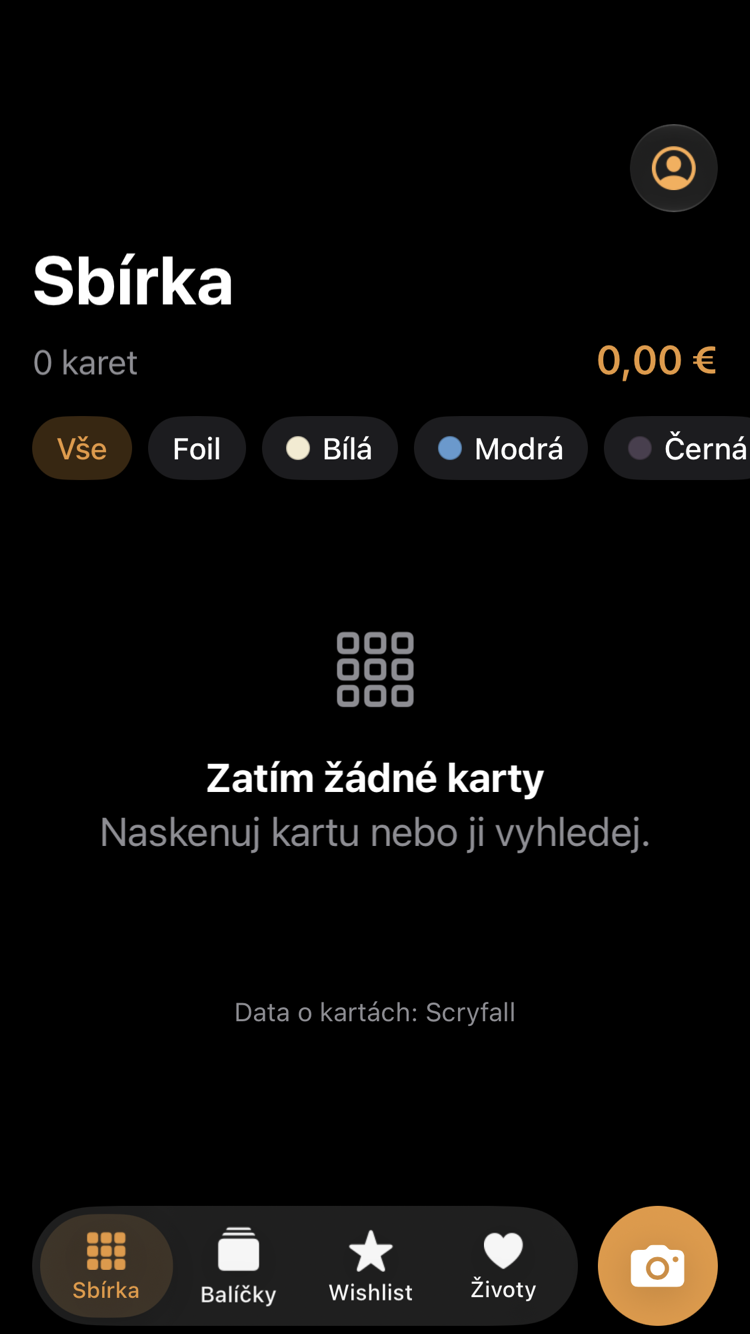 Sbírka
0 karet
0,00 €
Vše
Foil
Bílá
Modrá
Černá
Zatím žádné karty
Naskenuj kartu nebo ji vyhledej.
Data o kartách: Scryfall
Sbírka
Balíčky
Wishlist
Životy